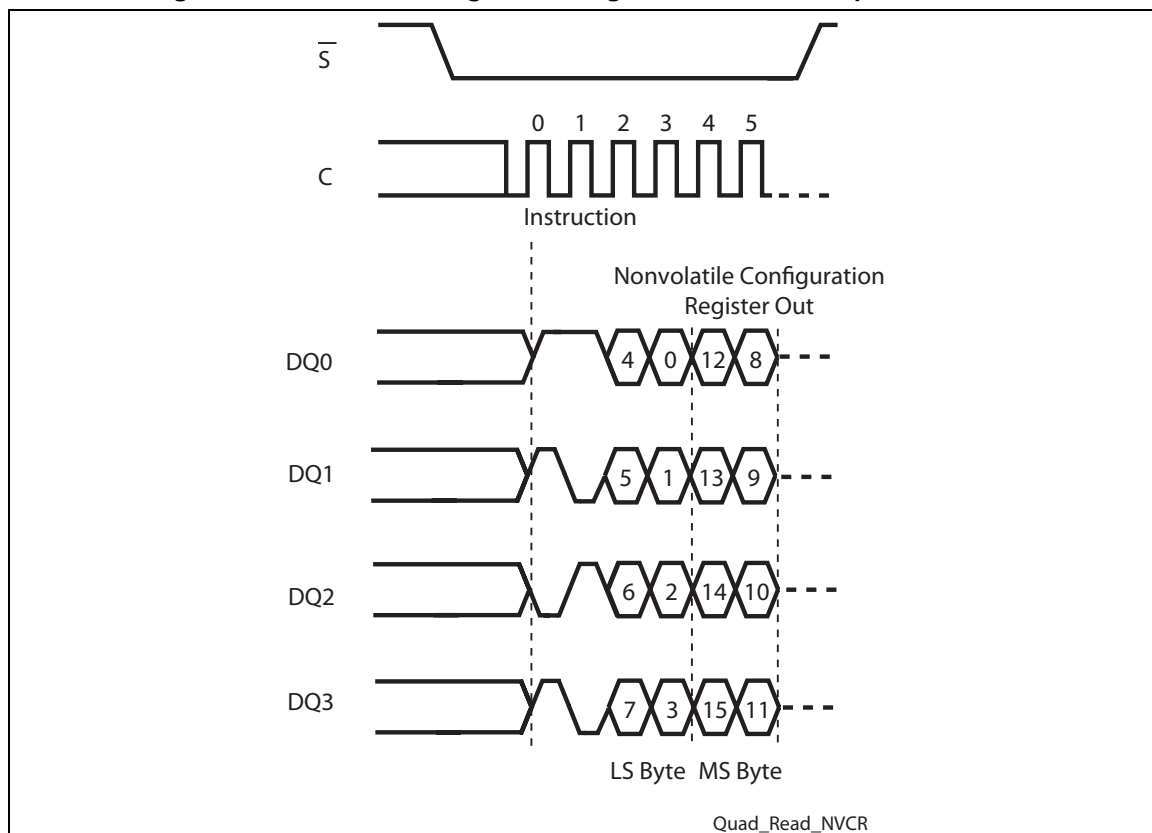 S
0 1 2 3 4 5
C
Instruction
Nonvolatile Configuration
Register Out
DQ0 4 0 12 8
DQ1 5 1 13 9
DQ2 6 2 14 10
DQ3 7 3 15 11
LS Byte MS Byte
Quad_Read_NVCR